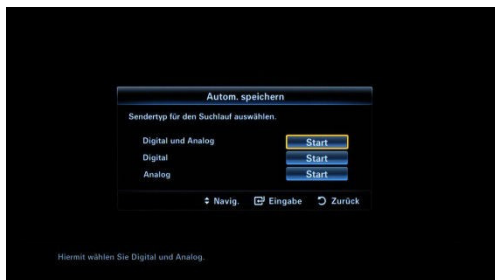 Autom. speichern
Sendertyp für den Suchlauf auswählen.
Digital und Analog Start
Digital Start
Analog Start
Navig. Eingabe Zurück
Hiermit wählen Sie Digital und Analog.